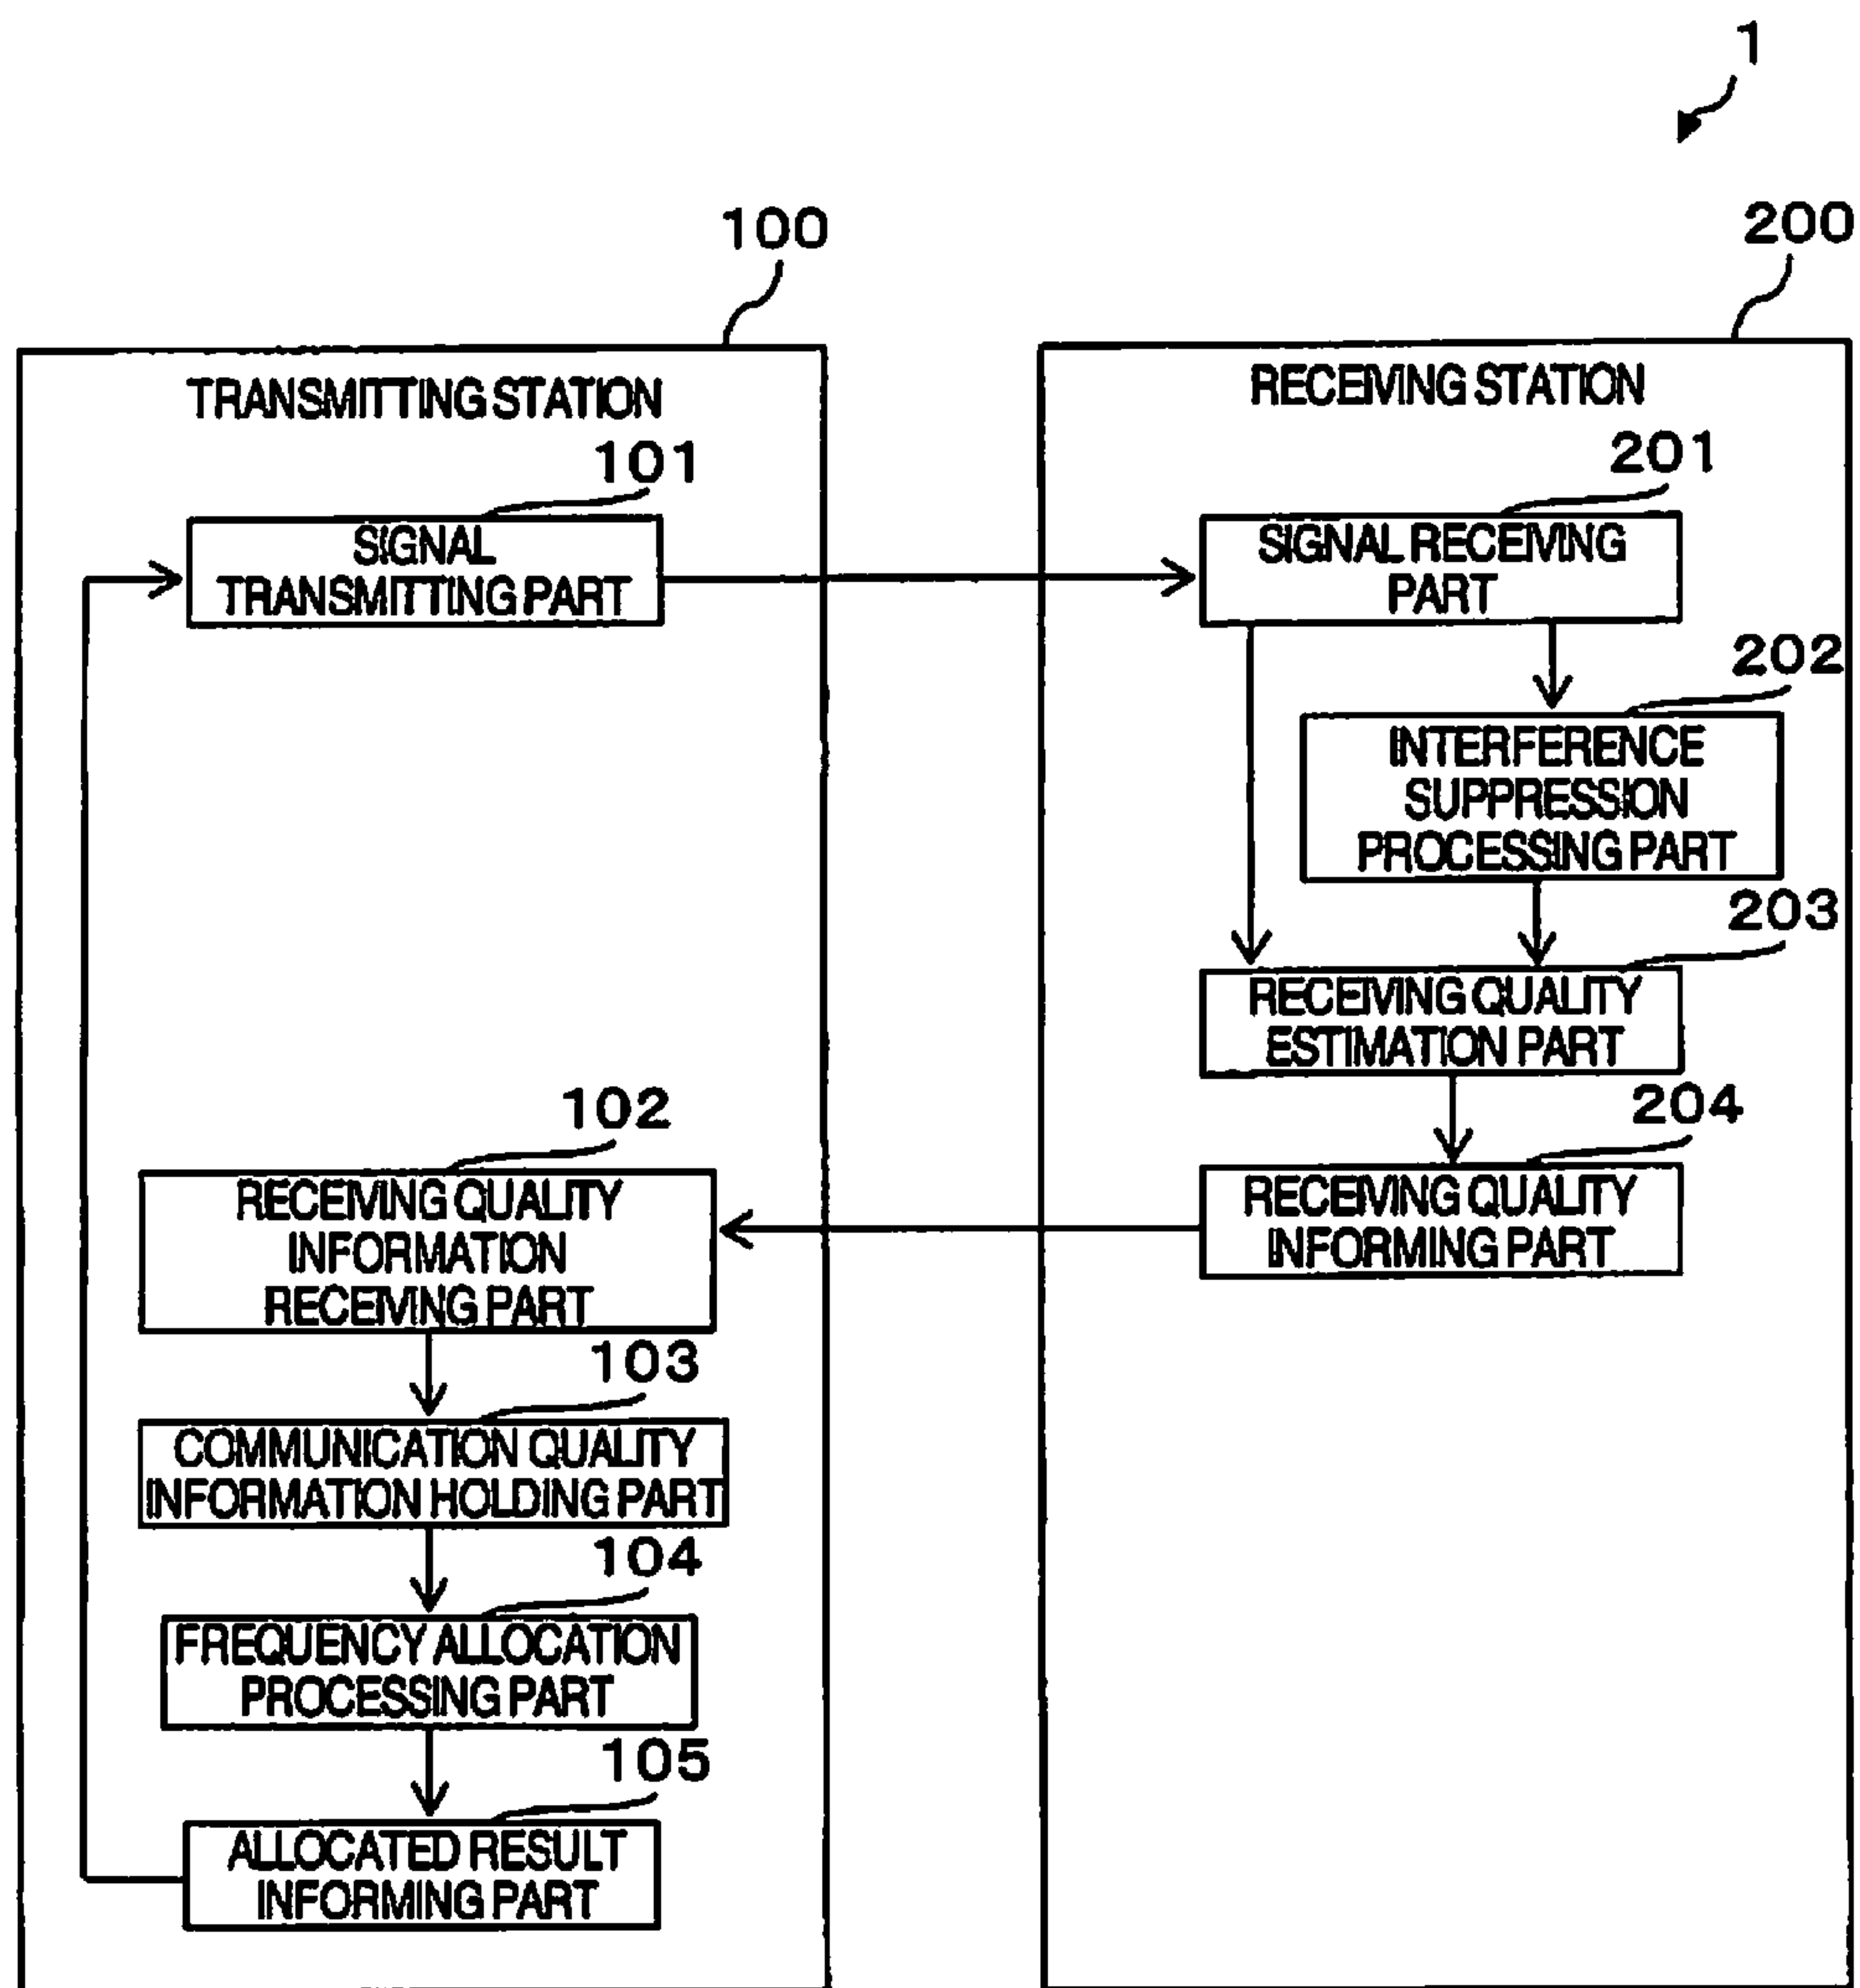 1
100
200
TRANSMITTING STATION
101
SIGNAL
TRANSMITTING PART
102
RECEIVING QUALITY
INFORMATION
RECEIVING PART
103
COMMUNICATION QUALITY
INFORMATION HOLDING PART
104
FREQUENCY ALLOCATION
PROCESSING PART
105
ALLOCATED RESULT
INFORMING PART
RECEIVING STATION
201
SIGNAL RECEIVING
PART
202
INTERFERENCE
SUPPRESSION
PROCESSING PART
203
RECEIVING QUALITY
ESTIMATION PART
204
RECEIVING QUALITY
INFORMING PART